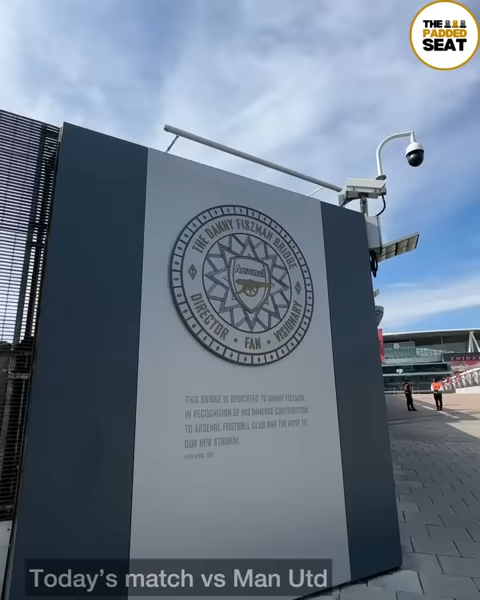 THE
PADDED
SEAT
THE DANNY FISZMAN BRIDGE
Arsenal
DIRECTOR • FAN • VISIONARY
THIS BRIDGE IS DEDICATED TO DANNY FISZMAN,
IN RECOGNITION OF HIS IMMENSE CONTRIBUTION
TO ARSENAL FOOTBALL CLUB AND THE MOVE TO
OUR NEW STADIUM.
Today's match vs Man Utd